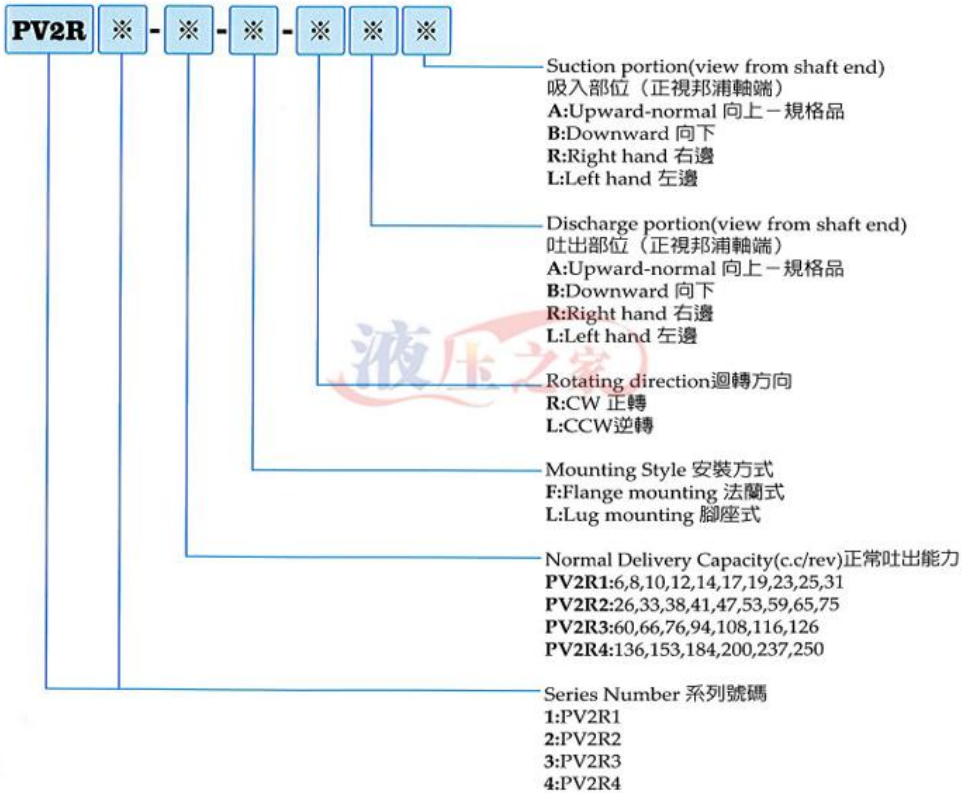 PV2R ※ - ※ - ※ - ※ ※ ※
Suction portion(view from shaft end)
吸入部位（正視邦浦軸端）
A:Upward-normal 向上－規格品
B:Downward 向下
R:Right hand 右邊
L:Left hand 左邊
Discharge portion(view from shaft end)
吐出部位（正視邦浦軸端）
A:Upward-normal 向上－規格品
B:Downward 向下
R:Right hand 右邊
L:Left hand 左邊
液压之家
Rotating direction迴轉方向
R:CW 正轉
L:CCW逆轉
Mounting Style 安裝方式
F:Flange mounting 法蘭式
L:Lug mounting 腳座式
Normal Delivery Capacity(c.c/rev)正常吐出能力
PV2R1:6,8,10,12,14,17,19,23,25,31
PV2R2:26,33,38,41,47,53,59,65,75
PV2R3:60,66,76,94,108,116,126
PV2R4:136,153,184,200,237,250
Series Number 系列號碼
1:PV2R1
2:PV2R2
3:PV2R3
4:PV2R4